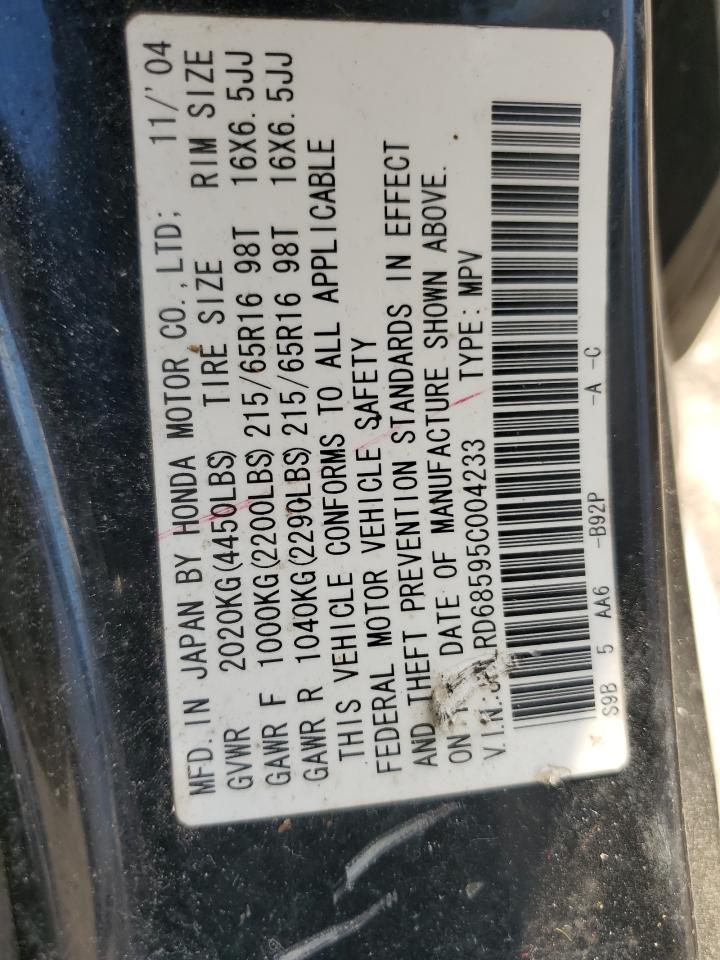 MFD. IN JAPAN BY HONDA MOTOR CO., LTD; 11/'04
GVWR 2020KG(4450LBS) TIRE SIZE RIM SIZE
GAWR F 1000KG(2200LBS) 215/65R16 98T 16X6.5JJ
GAWR R 1040KG(2290LBS) 215/65R16 98T 16X6.5JJ
THIS VEHICLE CONFORMS TO ALL APPLICABLE
FEDERAL MOTOR VEHICLE SAFETY
AND THEFT PREVENTION STANDARDS IN EFFECT
ON DATE OF MANUFACTURE SHOWN ABOVE.
V.I.N.: RD68595C004233 TYPE: MPV
S9B 5 AA6 -B92P -A -C